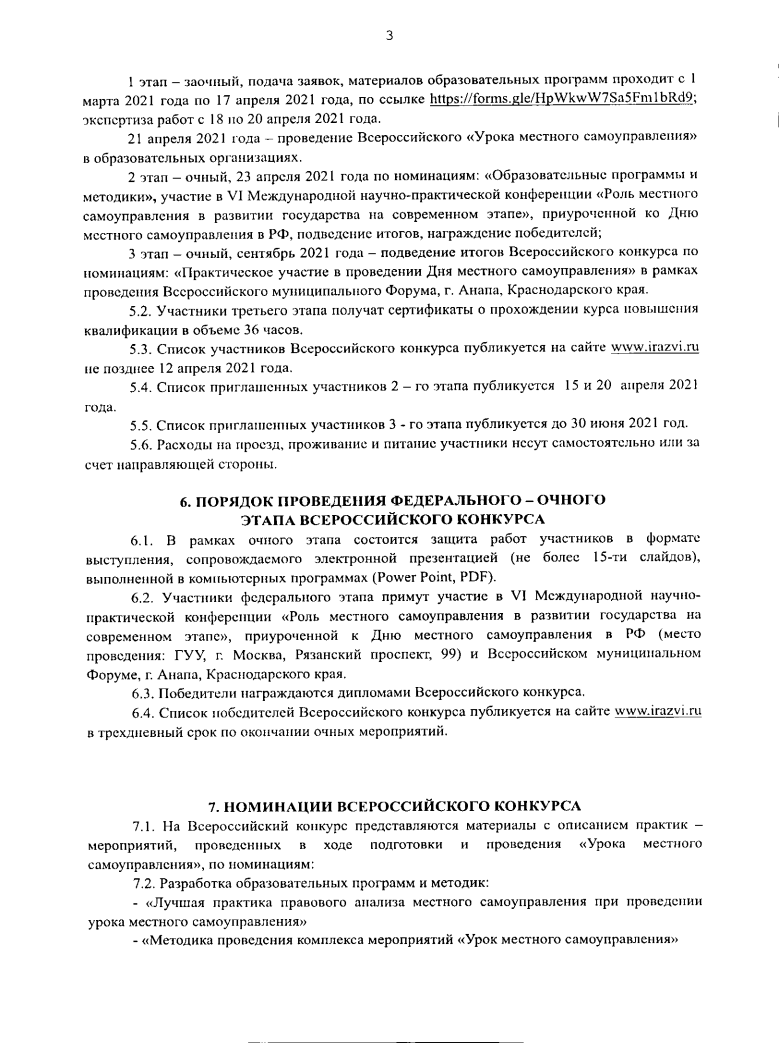 3
1 этап – заочный, подача заявок, материалов образовательных программ проходит с 1
марта 2021 года по 17 апреля 2021 года, по ссылке https://forms.gle/HpWkwW7Sa5Fm1bRd9;
экспертиза работ с 18 по 20 апреля 2021 года.
21 апреля 2021 года – проведение Всероссийского «Урока местного самоуправления»
в образовательных организациях.
2 этап – очный, 23 апреля 2021 года по номинациям: «Образовательные программы и
методики», участие в VI Международной научно-практической конференции «Роль местного
самоуправления в развитии государства на современном этапе», приуроченной ко Дню
местного самоуправления в РФ, подведение итогов, награждение победителей;
3 этап – очный, сентябрь 2021 года – подведение итогов Всероссийского конкурса по
номинациям: «Практическое участие в проведении Дня местного самоуправления» в рамках
проведения Всероссийского муниципального Форума, г. Анапа, Краснодарского края.
5.2. Участники третьего этапа получат сертификаты о прохождении курса повышения
квалификации в объеме 36 часов.
5.3. Список участников Всероссийского конкурса публикуется на сайте www.irazvi.ru
не позднее 12 апреля 2021 года.
5.4. Список приглашенных участников 2 – го этапа публикуется 15 и 20 апреля 2021
года.
5.5. Список приглашенных участников 3 - го этапа публикуется до 30 июня 2021 год.
5.6. Расходы на проезд, проживание и питание участники несут самостоятельно или за
счет направляющей стороны.
6. ПОРЯДОК ПРОВЕДЕНИЯ ФЕДЕРАЛЬНОГО – ОЧНОГО
ЭТАПА ВСЕРОССИЙСКОГО КОНКУРСА
6.1. В рамках очного этапа состоится защита работ участников в формате
выступления, сопровождаемого электронной презентацией (не более 15-ти слайдов),
выполненной в компьютерных программах (Power Point, PDF).
6.2. Участники федерального этапа примут участие в VI Международной научно-
практической конференции «Роль местного самоуправления в развитии государства на
современном этапе», приуроченной к Дню местного самоуправления в РФ (место
проведения: ГУУ, г. Москва, Рязанский проспект, 99) и Всероссийском муниципальном
Форуме, г. Анапа, Краснодарского края.
6.3. Победители награждаются дипломами Всероссийского конкурса.
6.4. Список победителей Всероссийского конкурса публикуется на сайте www.irazvi.ru
в трехдневный срок по окончании очных мероприятий.
7. НОМИНАЦИИ ВСЕРОССИЙСКОГО КОНКУРСА
7.1. На Всероссийский конкурс представляются материалы с описанием практик –
мероприятий, проведенных в ходе подготовки и проведения «Урока местного
самоуправления», по номинациям:
7.2. Разработка образовательных программ и методик:
- «Лучшая практика правового анализа местного самоуправления при проведении
урока местного самоуправления»
- «Методика проведения комплекса мероприятий «Урок местного самоуправления»